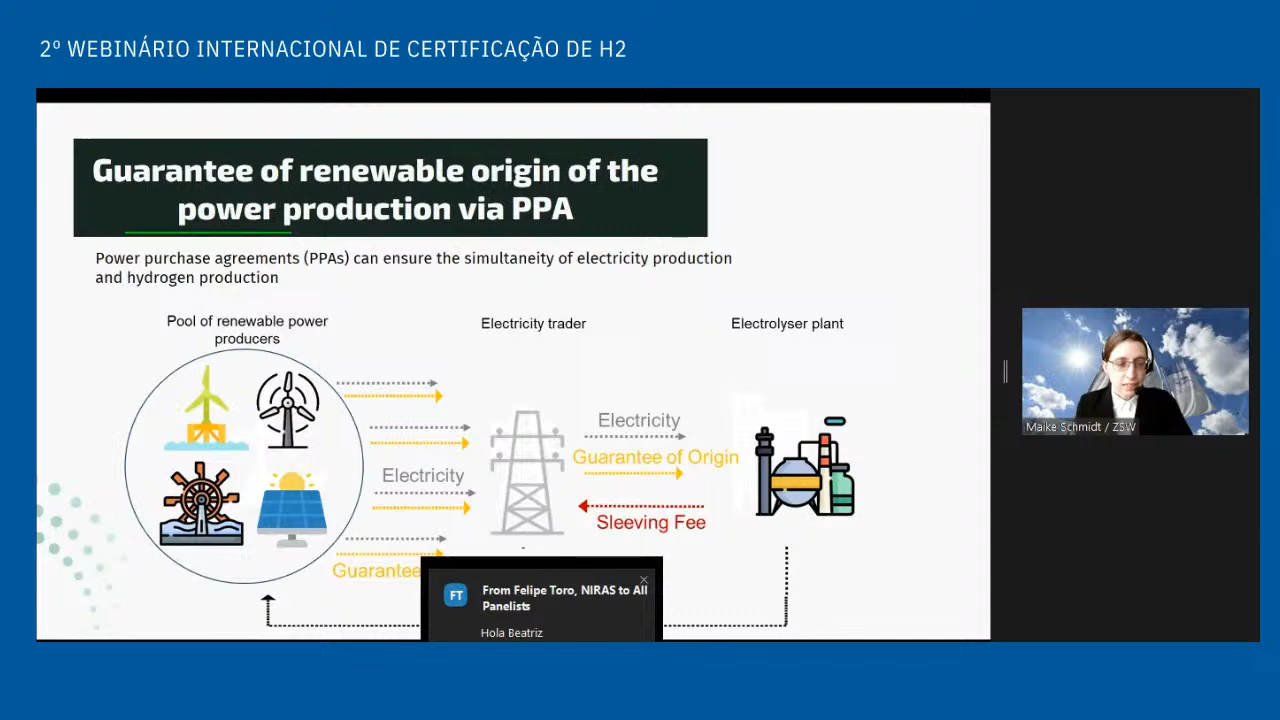 2º WEBINÁRIO INTERNACIONAL DE CERTIFICAÇÃO DE H2
Guarantee of renewable origin of the
power production via PPA
Power purchase agreements (PPAs) can ensure the simultaneity of electricity production
and hydrogen production
Pool of renewable power
producers
Electricity trader
Electrolyser plant
Electricity
Guarantee of Origin
Electricity
Sleeving Fee
Guarantee
Maike Schmidt / ZSW
FT
From Felipe Toro, NIRAS to All
Panelists
Hola Beatriz